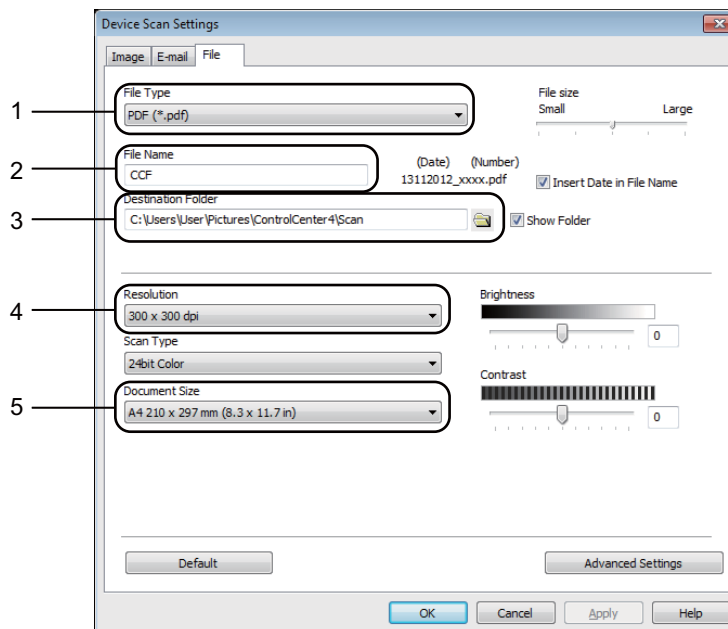 Device Scan Settings
Image E-mail File
1
File Type
PDF (*.pdf)
File size
Small Large
2
File Name
CCF
(Date) (Number)
13112012_xxxx.pdf
Insert Date in File Name
3
Destination Folder
C:\Users\User\Pictures\ControlCenter4\Scan
Show Folder
4
Resolution
300 x 300 dpi
Brightness
0
Scan Type
24bit Color
Contrast
0
5
Document Size
A4 210 x 297 mm (8.3 x 11.7 in)
Default
Advanced Settings
OK Cancel Apply Help